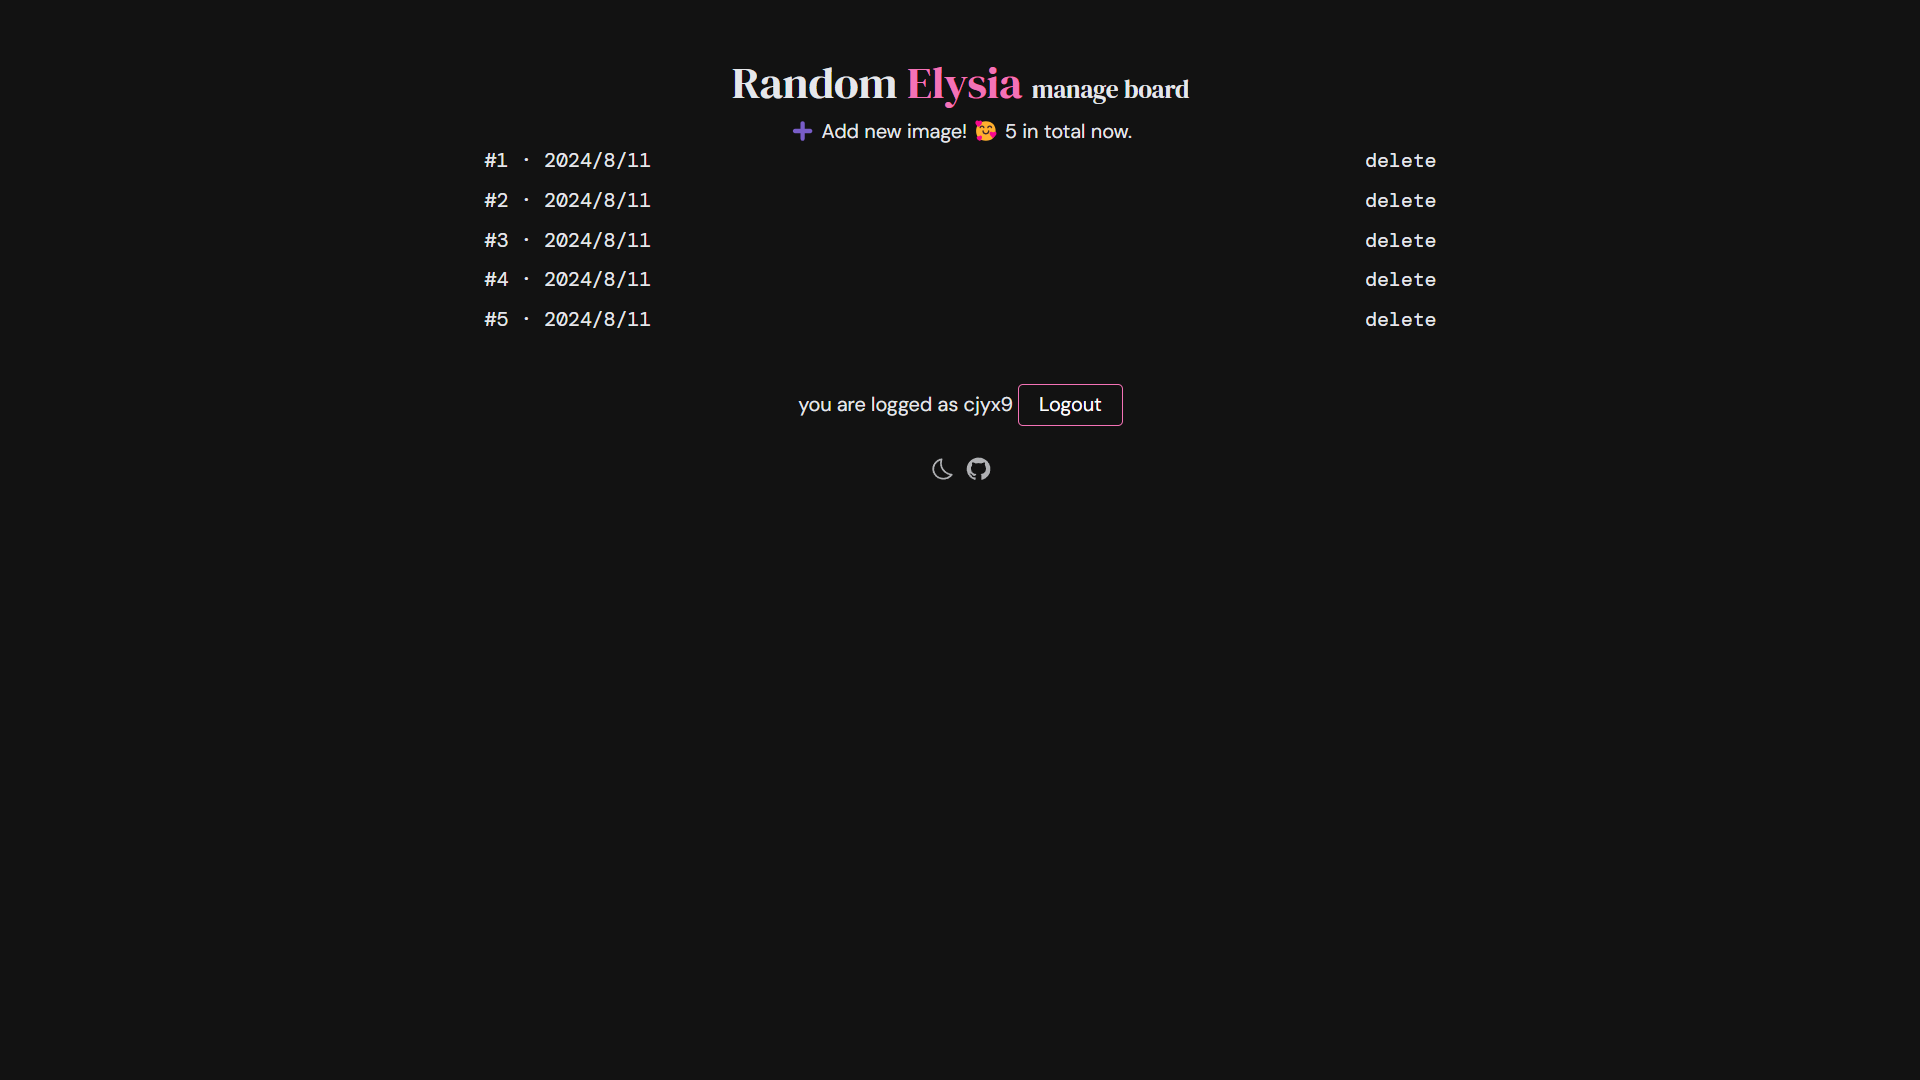 Random Elysia manage board
➕ Add new image! 🥰 5 in total now.
#1 · 2024/8/11 delete
#2 · 2024/8/11 delete
#3 · 2024/8/11 delete
#4 · 2024/8/11 delete
#5 · 2024/8/11 delete
you are logged as cjyx9 Logout